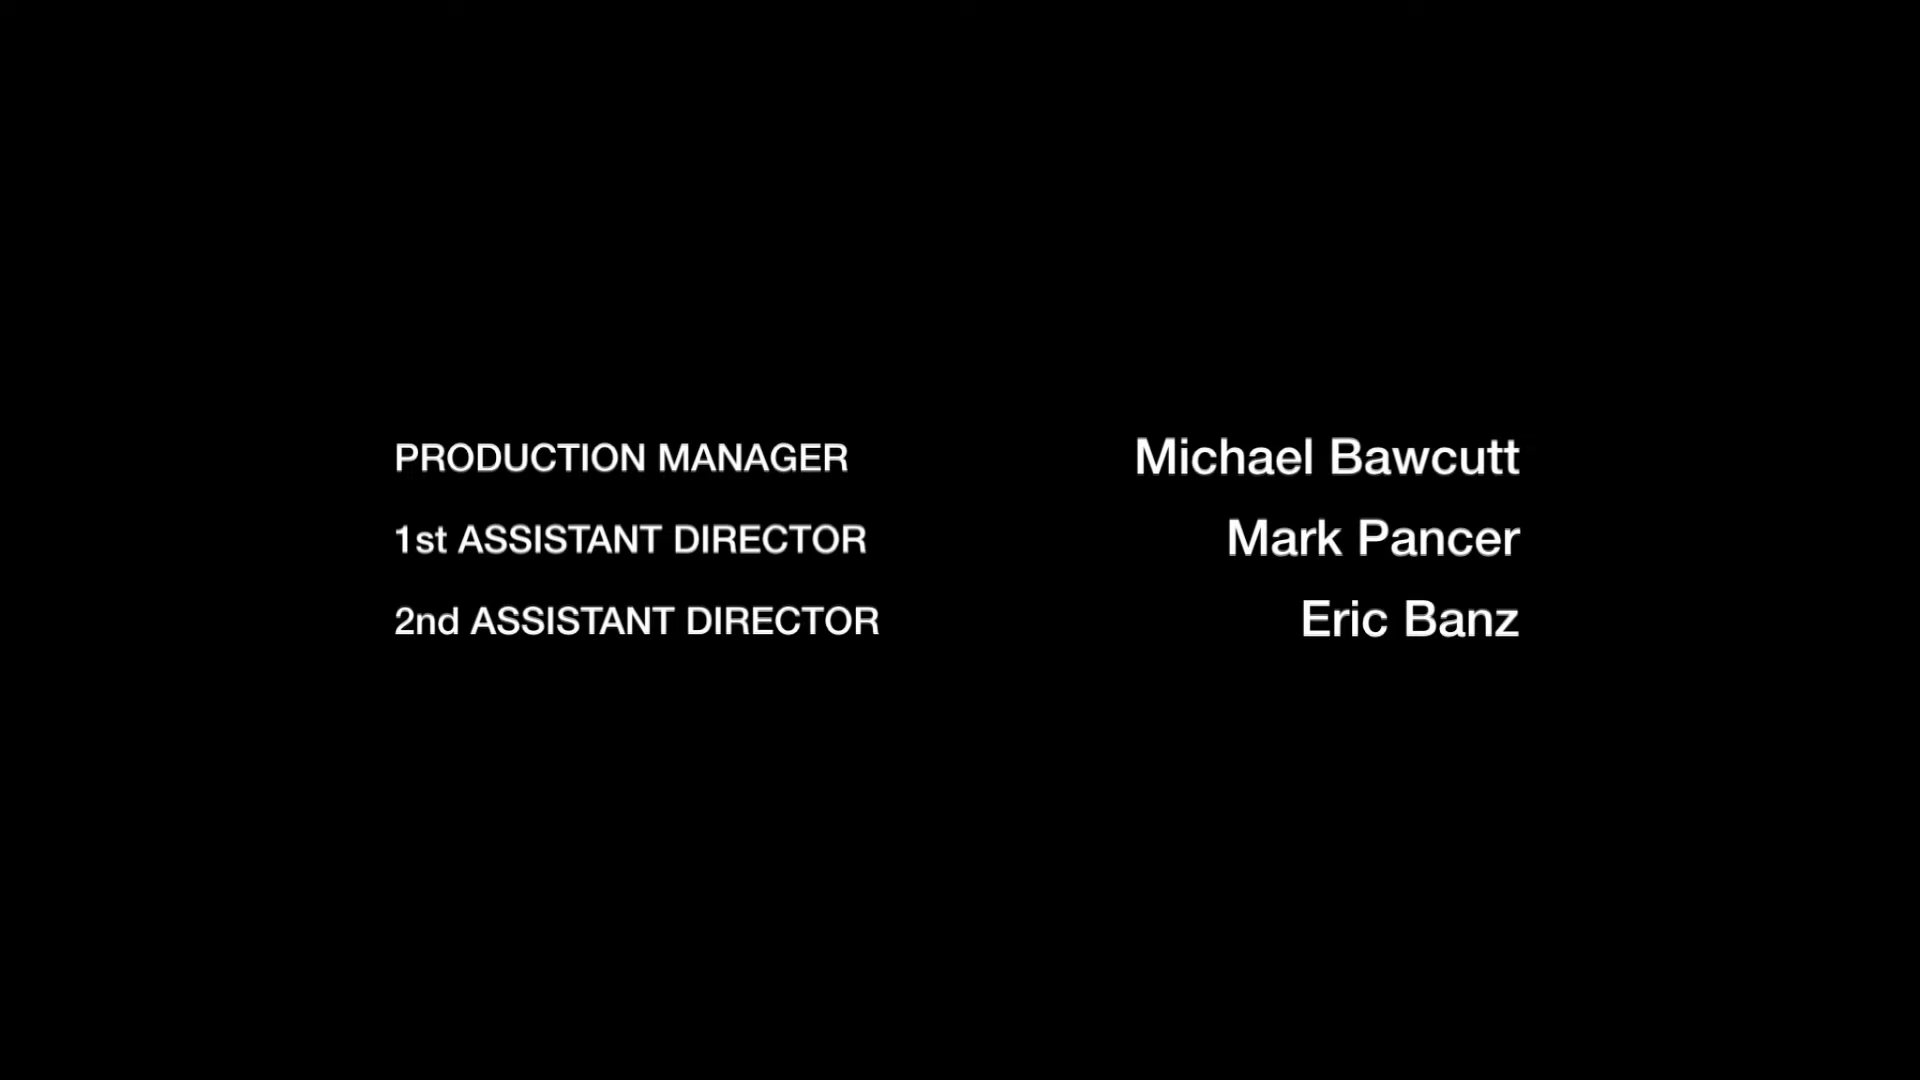 PRODUCTION MANAGER Michael Bawcutt
1st ASSISTANT DIRECTOR Mark Pancer
2nd ASSISTANT DIRECTOR Eric Banz